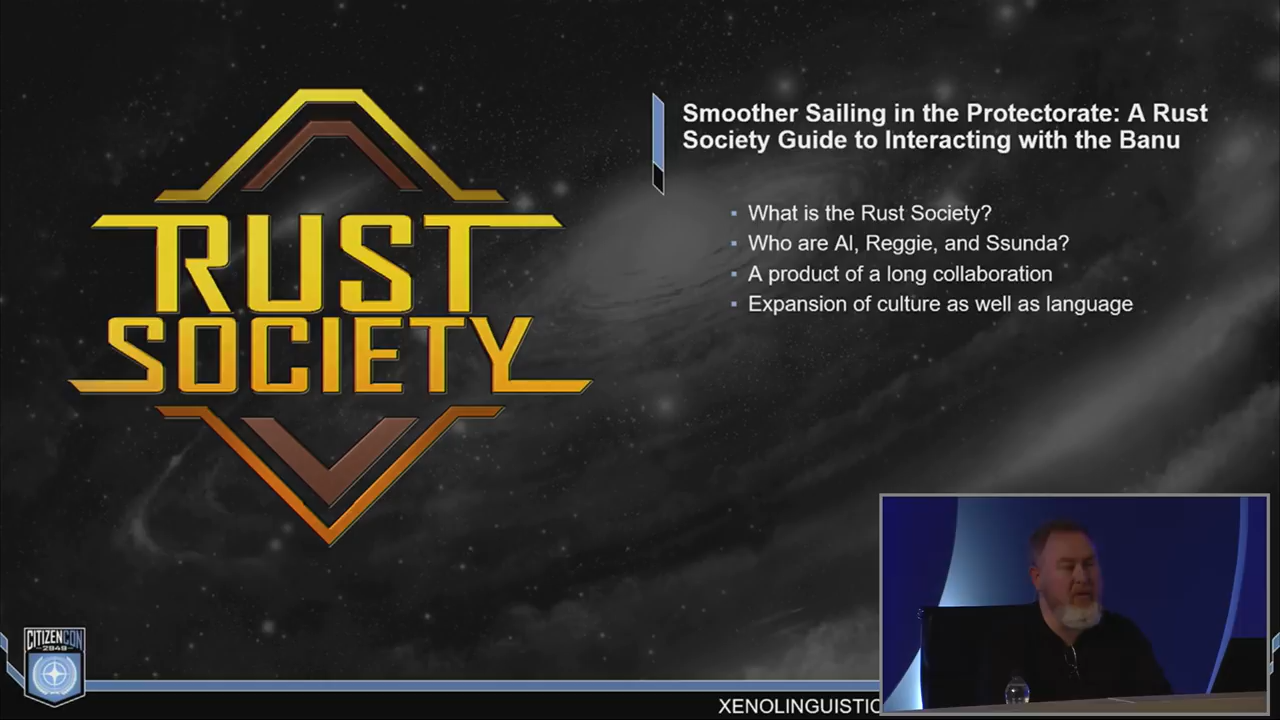 RUST
SOCIETY
Smoother Sailing in the Protectorate: A Rust
Society Guide to Interacting with the Banu
▪ What is the Rust Society?
▪ Who are Al, Reggie, and Ssunda?
▪ A product of a long collaboration
▪ Expansion of culture as well as language
CITIZENCON
2949
XENOLINGUISTIC